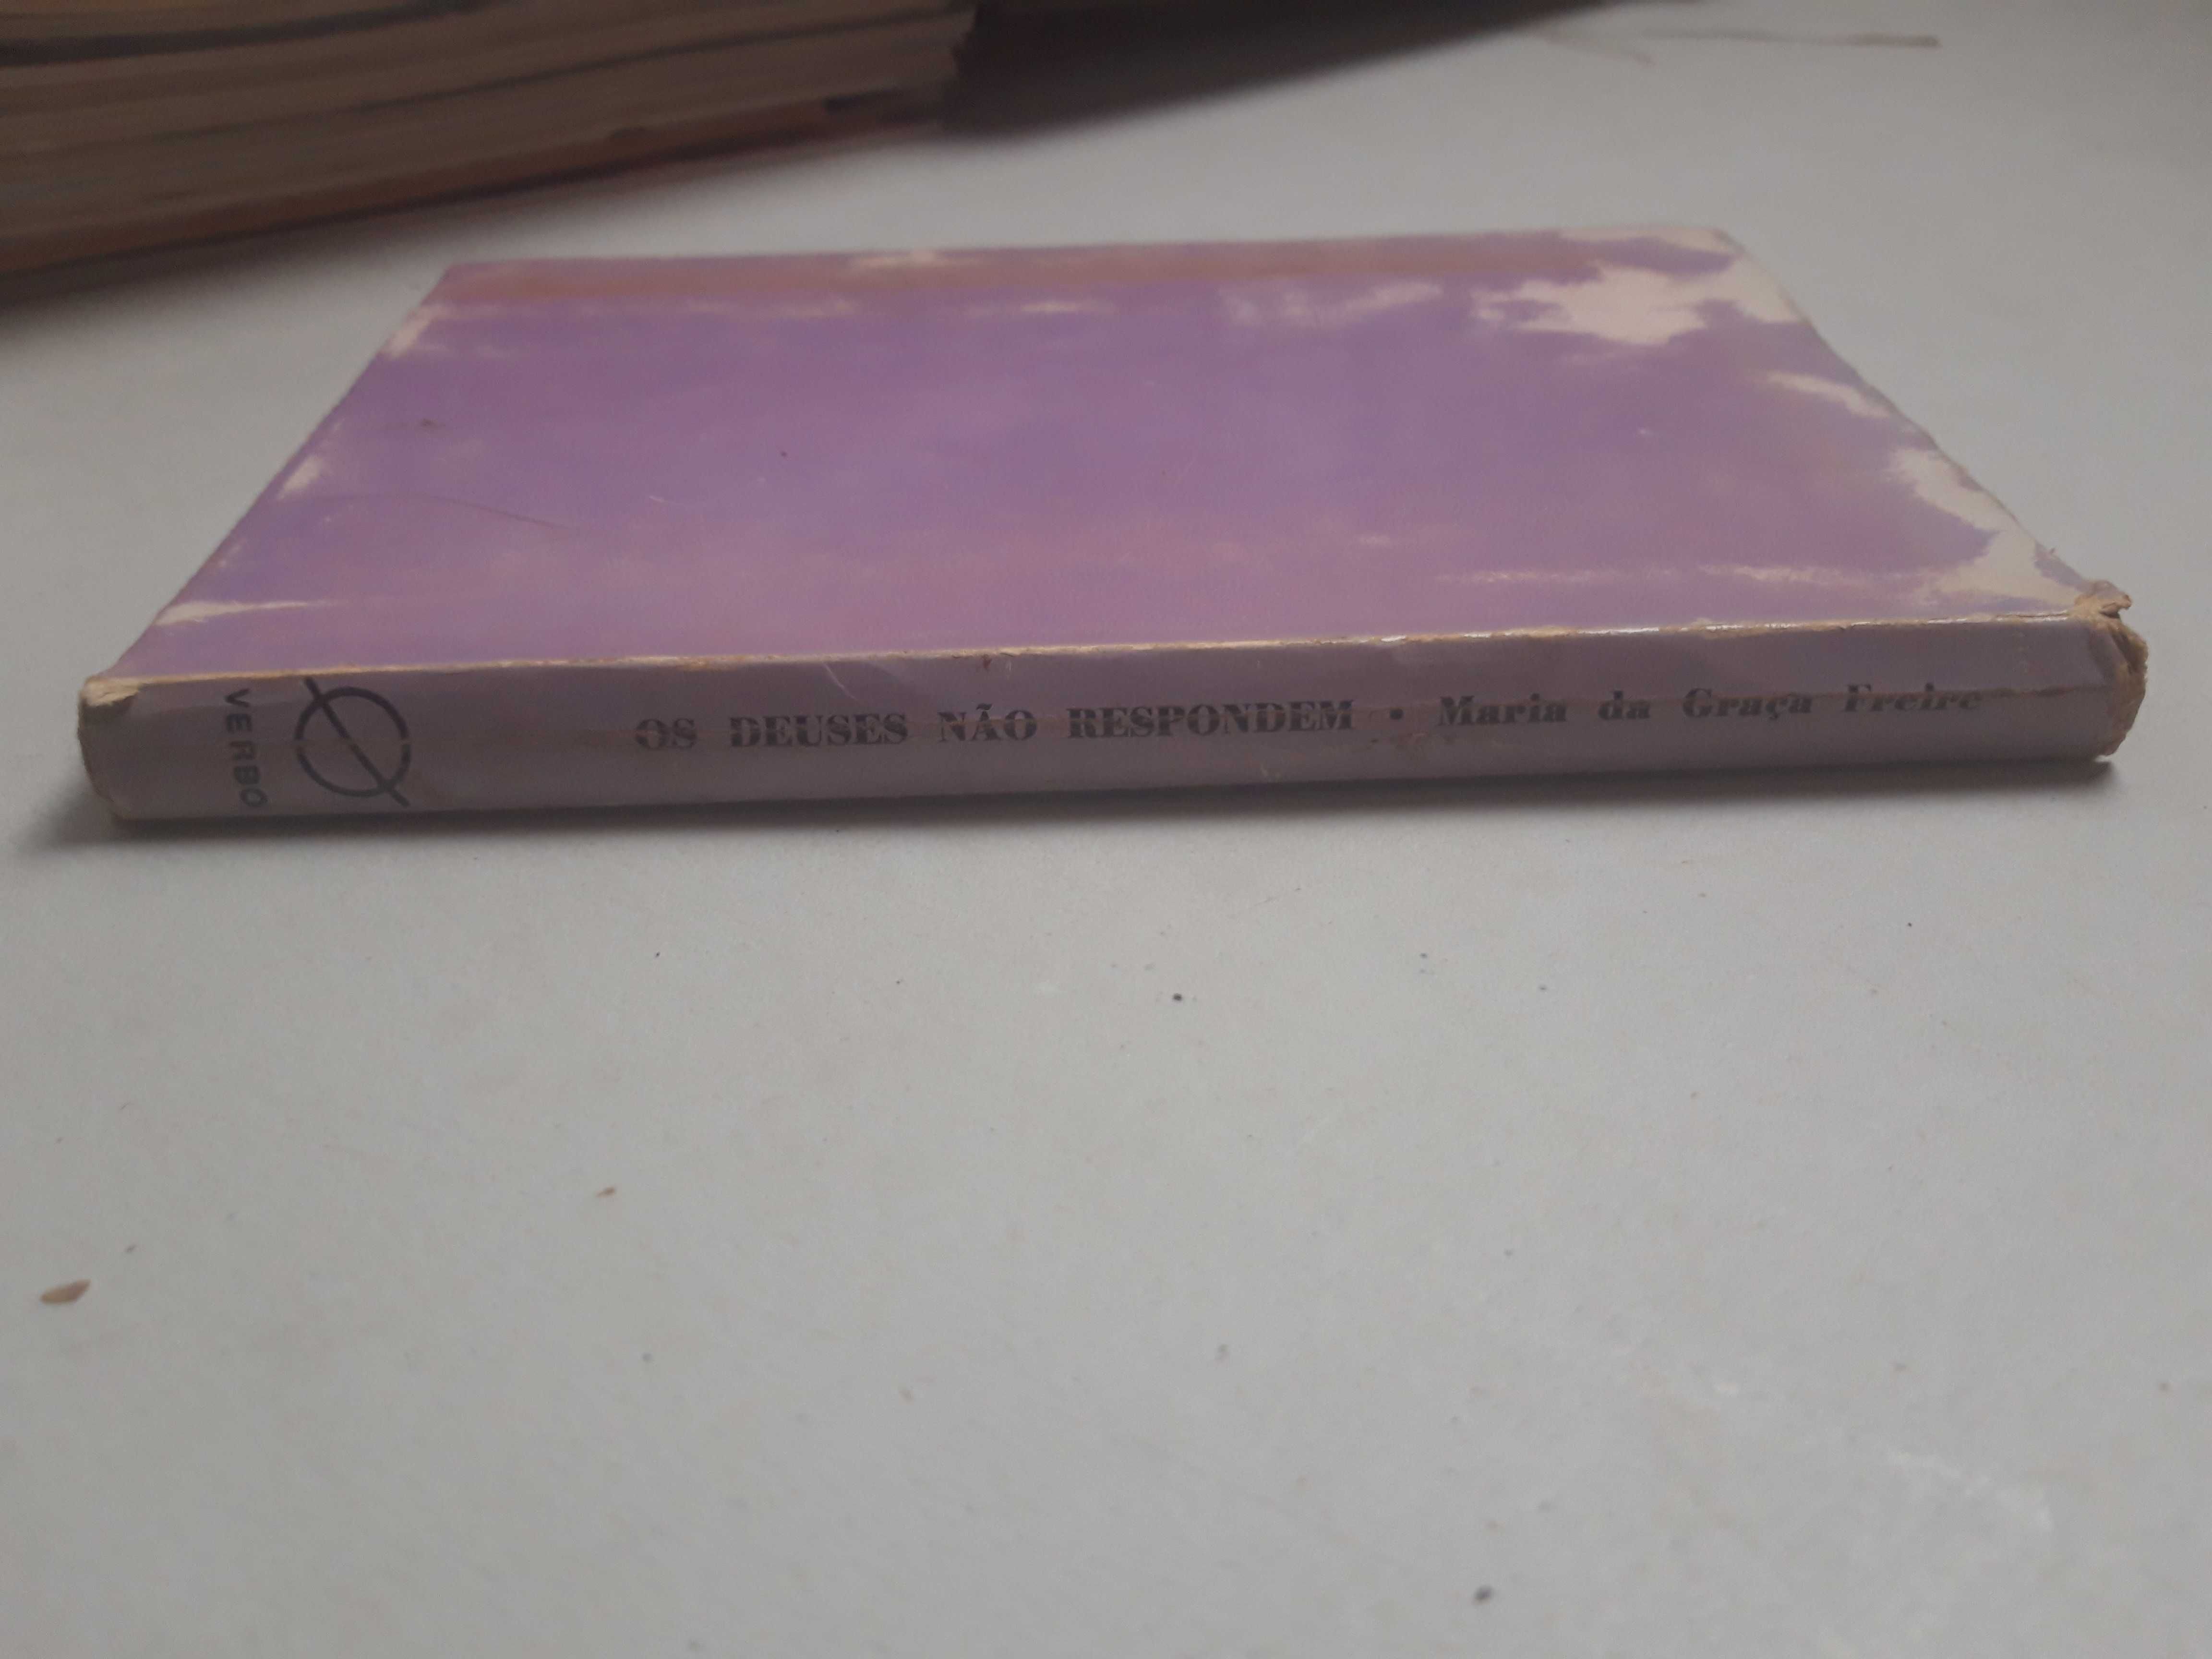 VERBO
OS DEUSES NÃO RESPONDEM • Maria da Graça Freire